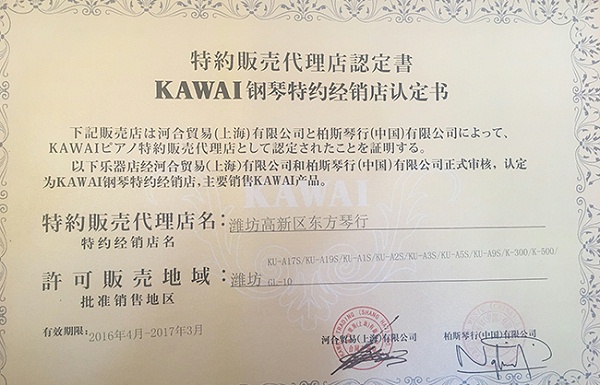 特約販売代理店認定書
KAWAI钢琴特约经销店认定书
下記販売店は河合貿易(上海)有限公司と柏斯琴行(中国)有限公司によって、
KAWAIピアノ特約販売代理店として認定されたことを証明する。
以下乐器店经河合贸易(上海)有限公司和柏斯琴行(中国)有限公司正式审核，认定
为KAWAI钢琴特约经销店，主要销售KAWAI产品。
KAWAI
特約販売代理店名：潍坊高新区东方琴行
特约经销店名
KU-A17S/KU-A19S/KU-A1S/KU-A2S/KU-A3S/KU-A5S/KU-A9S/K-300/K-500/
許可販売地域：潍坊 GL-10
批准销售地区
有效期限：2016年4月-2017年3月
河合貿易(上海)有限公司
柏斯琴行(中国)有限公司